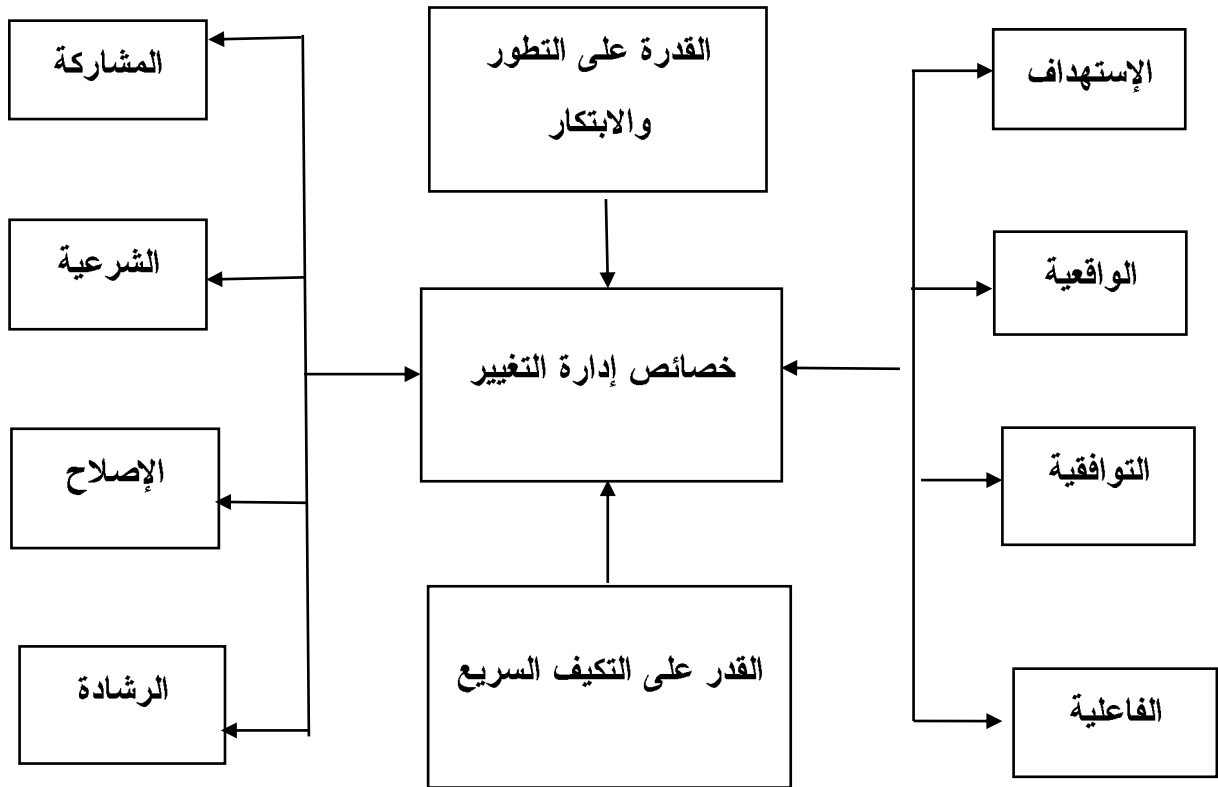 الإستهداف
القدرة على التطور
والابتكار
المشاركة
الواقعية
الشرعية
خصائص إدارة التغيير
التوافقية
الإصلاح
القدر على التكيف السريع
الفاعلية
الرشادة